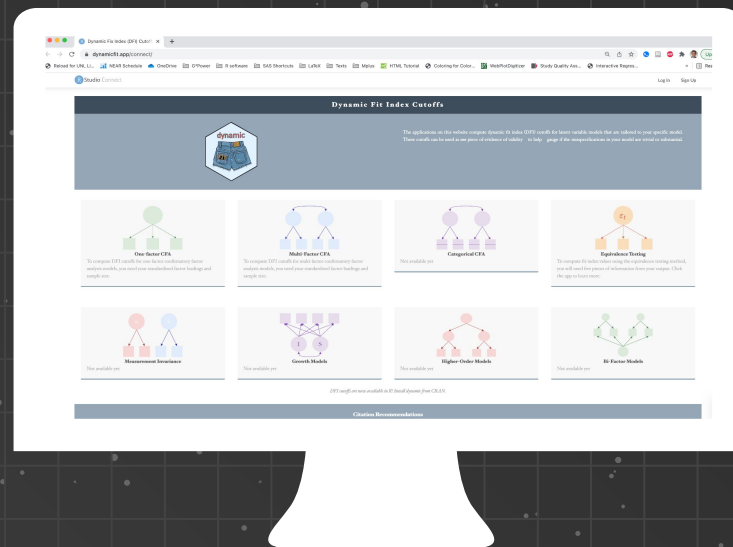 Dynamic Fit Index (DFI) Cutof
dynamicfit.app/connect/
Reload for UNL Li... NEAR Schedule OneDrive G*Power R software SAS Shortcuts LaTeX Texts Mplus HTML Tutorial Coloring for Color... WebPlotDigitizer Study Quality Ass... Interactive Regres... »
R Studio Connect Log In Sign Up
Dynamic Fit Index Cutoffs
dynamic
The applications on this website compute dynamic fit index (DFI) cutoffs for latent variable models that are tailored to your specific model.
These cutoffs can be used as one piece of evidence of validity to help gauge if the misspecifications in your model are trivial or substantial.
One-factor CFA
To compute DFI cutoffs for one-factor confirmatory factor
analysis models, you need your standardized factor loadings and
sample size.
Multi-Factor CFA
To compute DFI cutoffs for multi-factor confirmatory factor
analysis models, you need your standardized factor loadings and
sample size.
Categorical CFA
Not available yet
Equivalence Testing
To compute fit index values using the equivalence testing method,
you will need five pieces of information from your output. Click
the app to learn more.
Measurement Invariance
Not available yet
I S
Growth Models
Not available yet
Higher-Order Models
Not available yet
Bi-Factor Models
Not available yet
DFI cutoffs are now available in R! Install dynamic from CRAN.
Citation Recommendations